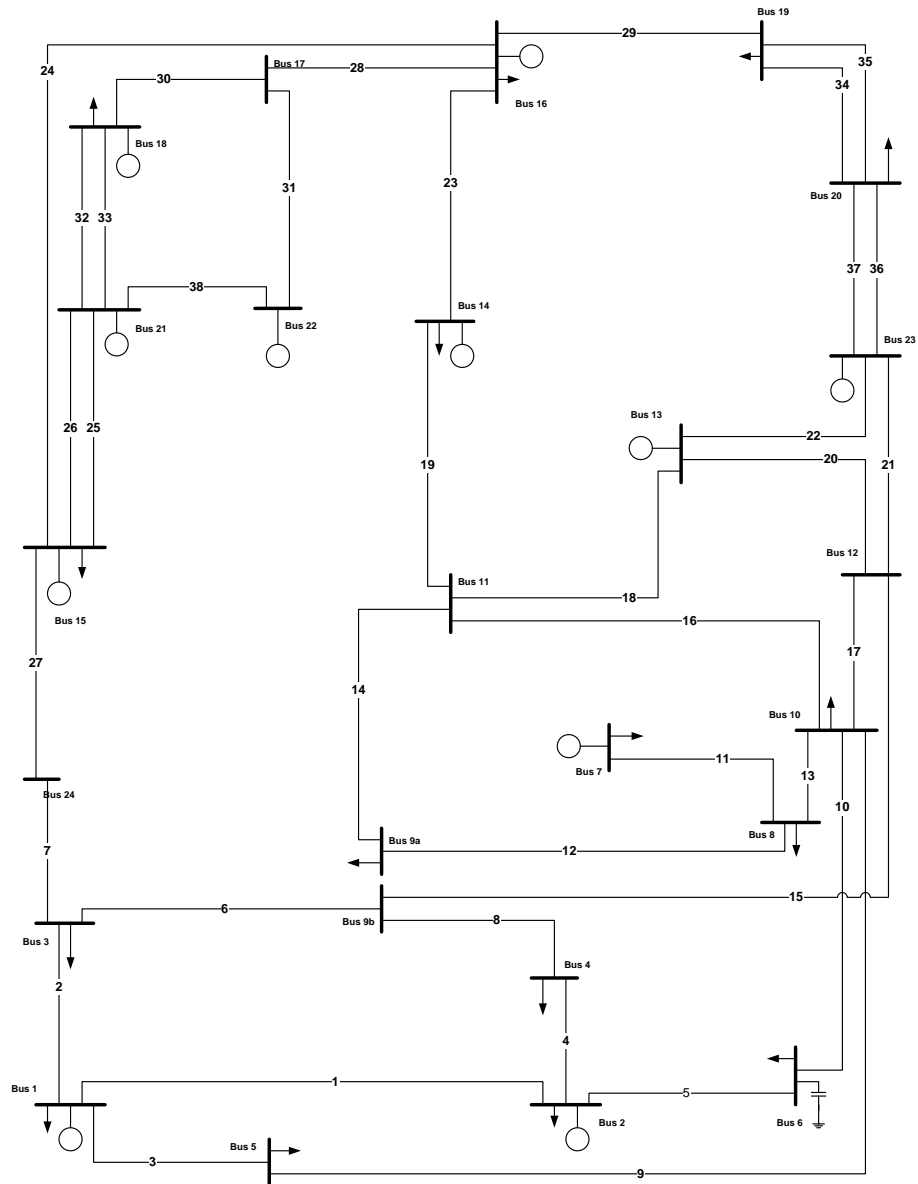 Bus 19
29
24
35
Bus 17
28
30
34
Bus 16
Bus 18
23
31
Bus 20
32
33
37
36
38
Bus 14
Bus 21
Bus 22
Bus 23
Bus 13
26
25
22
20
19
21
Bus 12
Bus 11
18
Bus 15
16
17
27
14
Bus 10
11
Bus 7
13
Bus 24
10
Bus 8
Bus 9a
7
12
15
6
8
Bus 9b
Bus 3
Bus 4
2
4
1
Bus 1
5
Bus 2
Bus 6
Bus 5
3
9